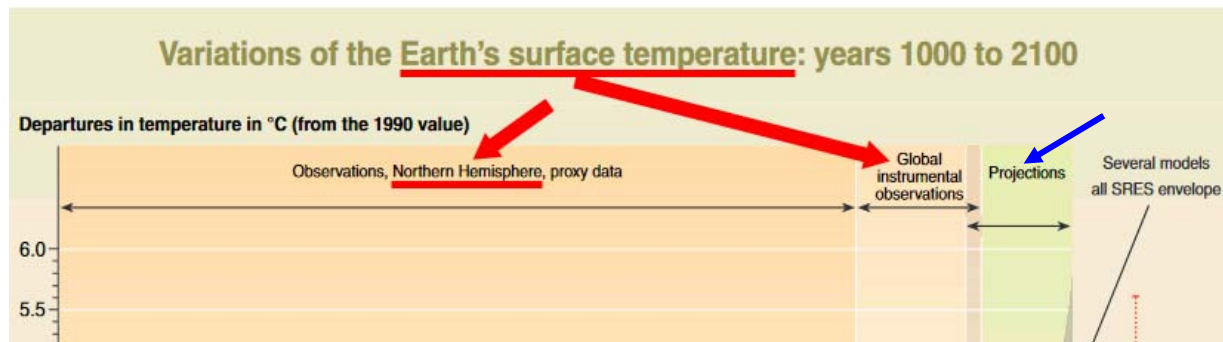 Variations of the Earth's surface temperature: years 1000 to 2100
Departures in temperature in °C (from the 1990 value)
Observations, Northern Hemisphere, proxy data
Global
instrumental
observations
Projections
Several models
all SRES envelope
6.0
5.5